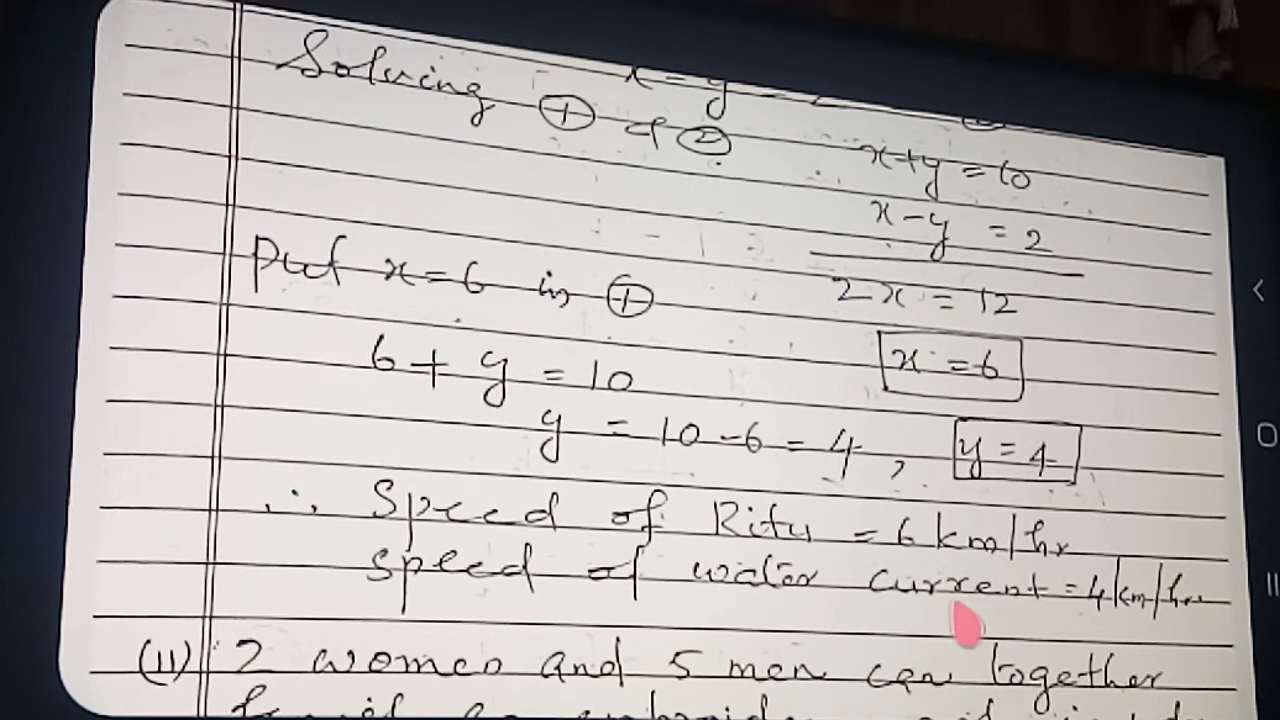 x - y = 2
Solving ① & ②
x + y = 10
x - y = 2
2x = 12
Put x = 6 in ①
x = 6
6 + y = 10
y = 10 - 6 = 4, y = 4
∴ Speed of Ritu = 6 km/hr
speed of water current = 4 km/hr
(ii) 2 women and 5 men can together